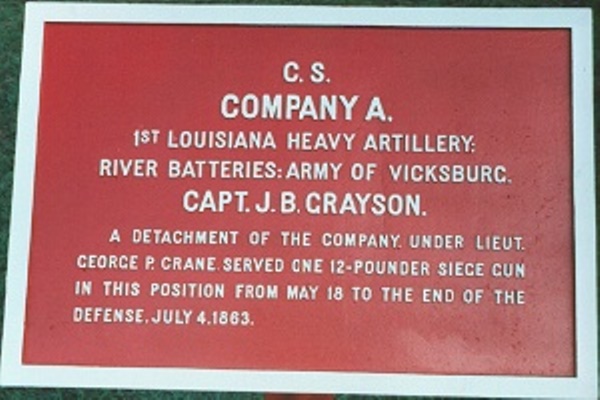 C. S.
COMPANY A.
1ST LOUISIANA HEAVY ARTILLERY;
RIVER BATTERIES: ARMY OF VICKSBURG.
CAPT. J. B. GRAYSON.
A DETACHMENT OF THE COMPANY, UNDER LIEUT.
GEORGE P. CRANE, SERVED ONE 12-POUNDER SIEGE GUN
IN THIS POSITION FROM MAY 18 TO THE END OF THE
DEFENSE, JULY 4, 1863.